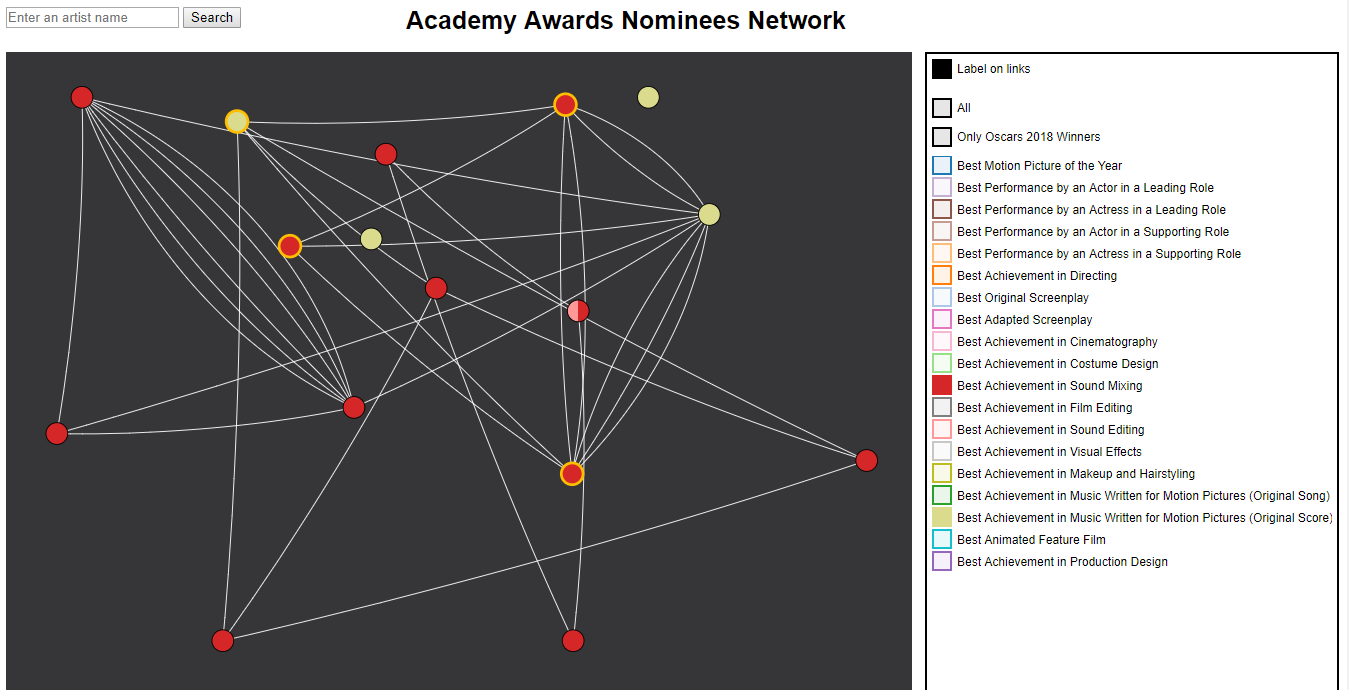 Enter an artist name
Search
Academy Awards Nominees Network
Label on links
All
Only Oscars 2018 Winners
Best Motion Picture of the Year
Best Performance by an Actor in a Leading Role
Best Performance by an Actress in a Leading Role
Best Performance by an Actor in a Supporting Role
Best Performance by an Actress in a Supporting Role
Best Achievement in Directing
Best Original Screenplay
Best Adapted Screenplay
Best Achievement in Cinematography
Best Achievement in Costume Design
Best Achievement in Sound Mixing
Best Achievement in Film Editing
Best Achievement in Sound Editing
Best Achievement in Visual Effects
Best Achievement in Makeup and Hairstyling
Best Achievement in Music Written for Motion Pictures (Original Song)
Best Achievement in Music Written for Motion Pictures (Original Score)
Best Animated Feature Film
Best Achievement in Production Design